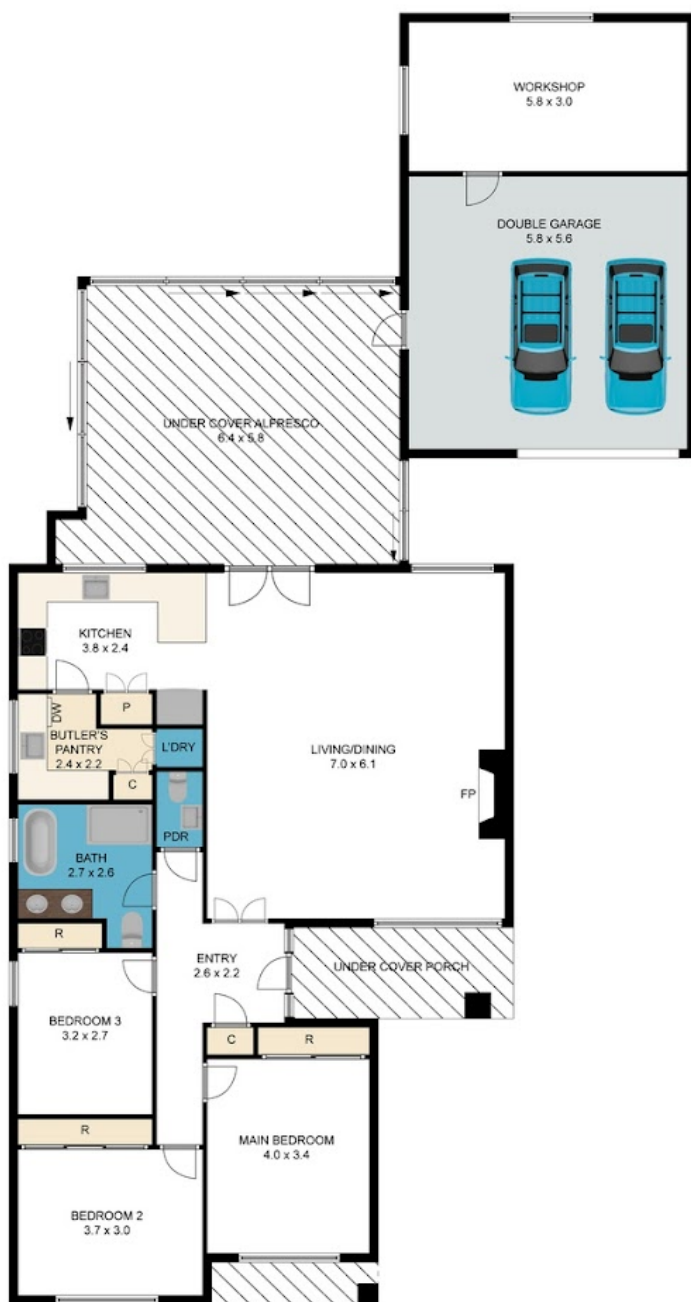 WORKSHOP
5.8 x 3.0
DOUBLE GARAGE
5.8 x 5.6
UNDER COVER ALFRESCO
6.4 x 5.8
KITCHEN
3.8 x 2.4
P
DW
BUTLER'S
PANTRY
2.4 x 2.2
L'DRY
C
LIVING/DINING
7.0 x 6.1
FP
PDR
BATH
2.7 x 2.6
R
ENTRY
2.6 x 2.2
UNDER COVER PORCH
BEDROOM 3
3.2 x 2.7
C
R
R
MAIN BEDROOM
4.0 x 3.4
BEDROOM 2
3.7 x 3.0